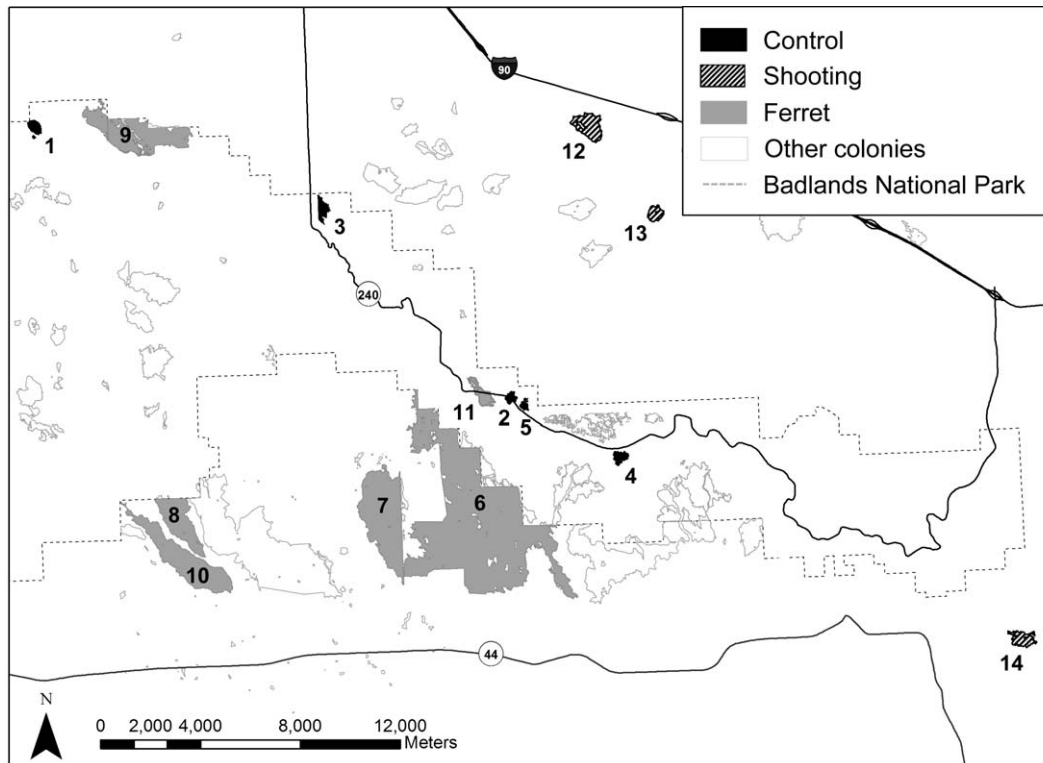 90
Control
Shooting
Ferret
Other colonies
Badlands National Park
1
9
12
3
13
240
11
2
5
4
7
6
8
10
14
44
N
0 2,000 4,000 8,000 12,000
Meters